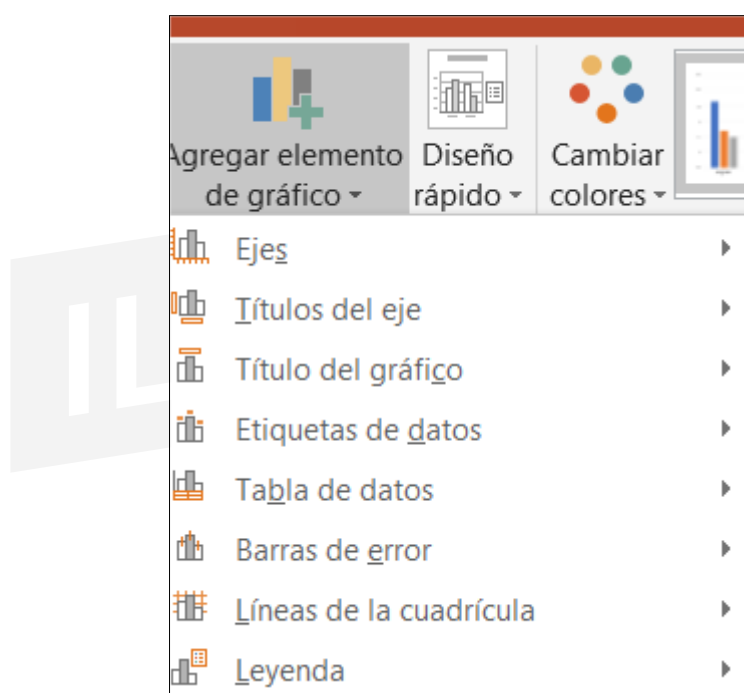 Agregar elemento
de gráfico
Diseño
rápido
Cambiar
colores
Ejes
Títulos del eje
Título del gráfico
Etiquetas de datos
Tabla de datos
Barras de error
Líneas de la cuadrícula
Leyenda